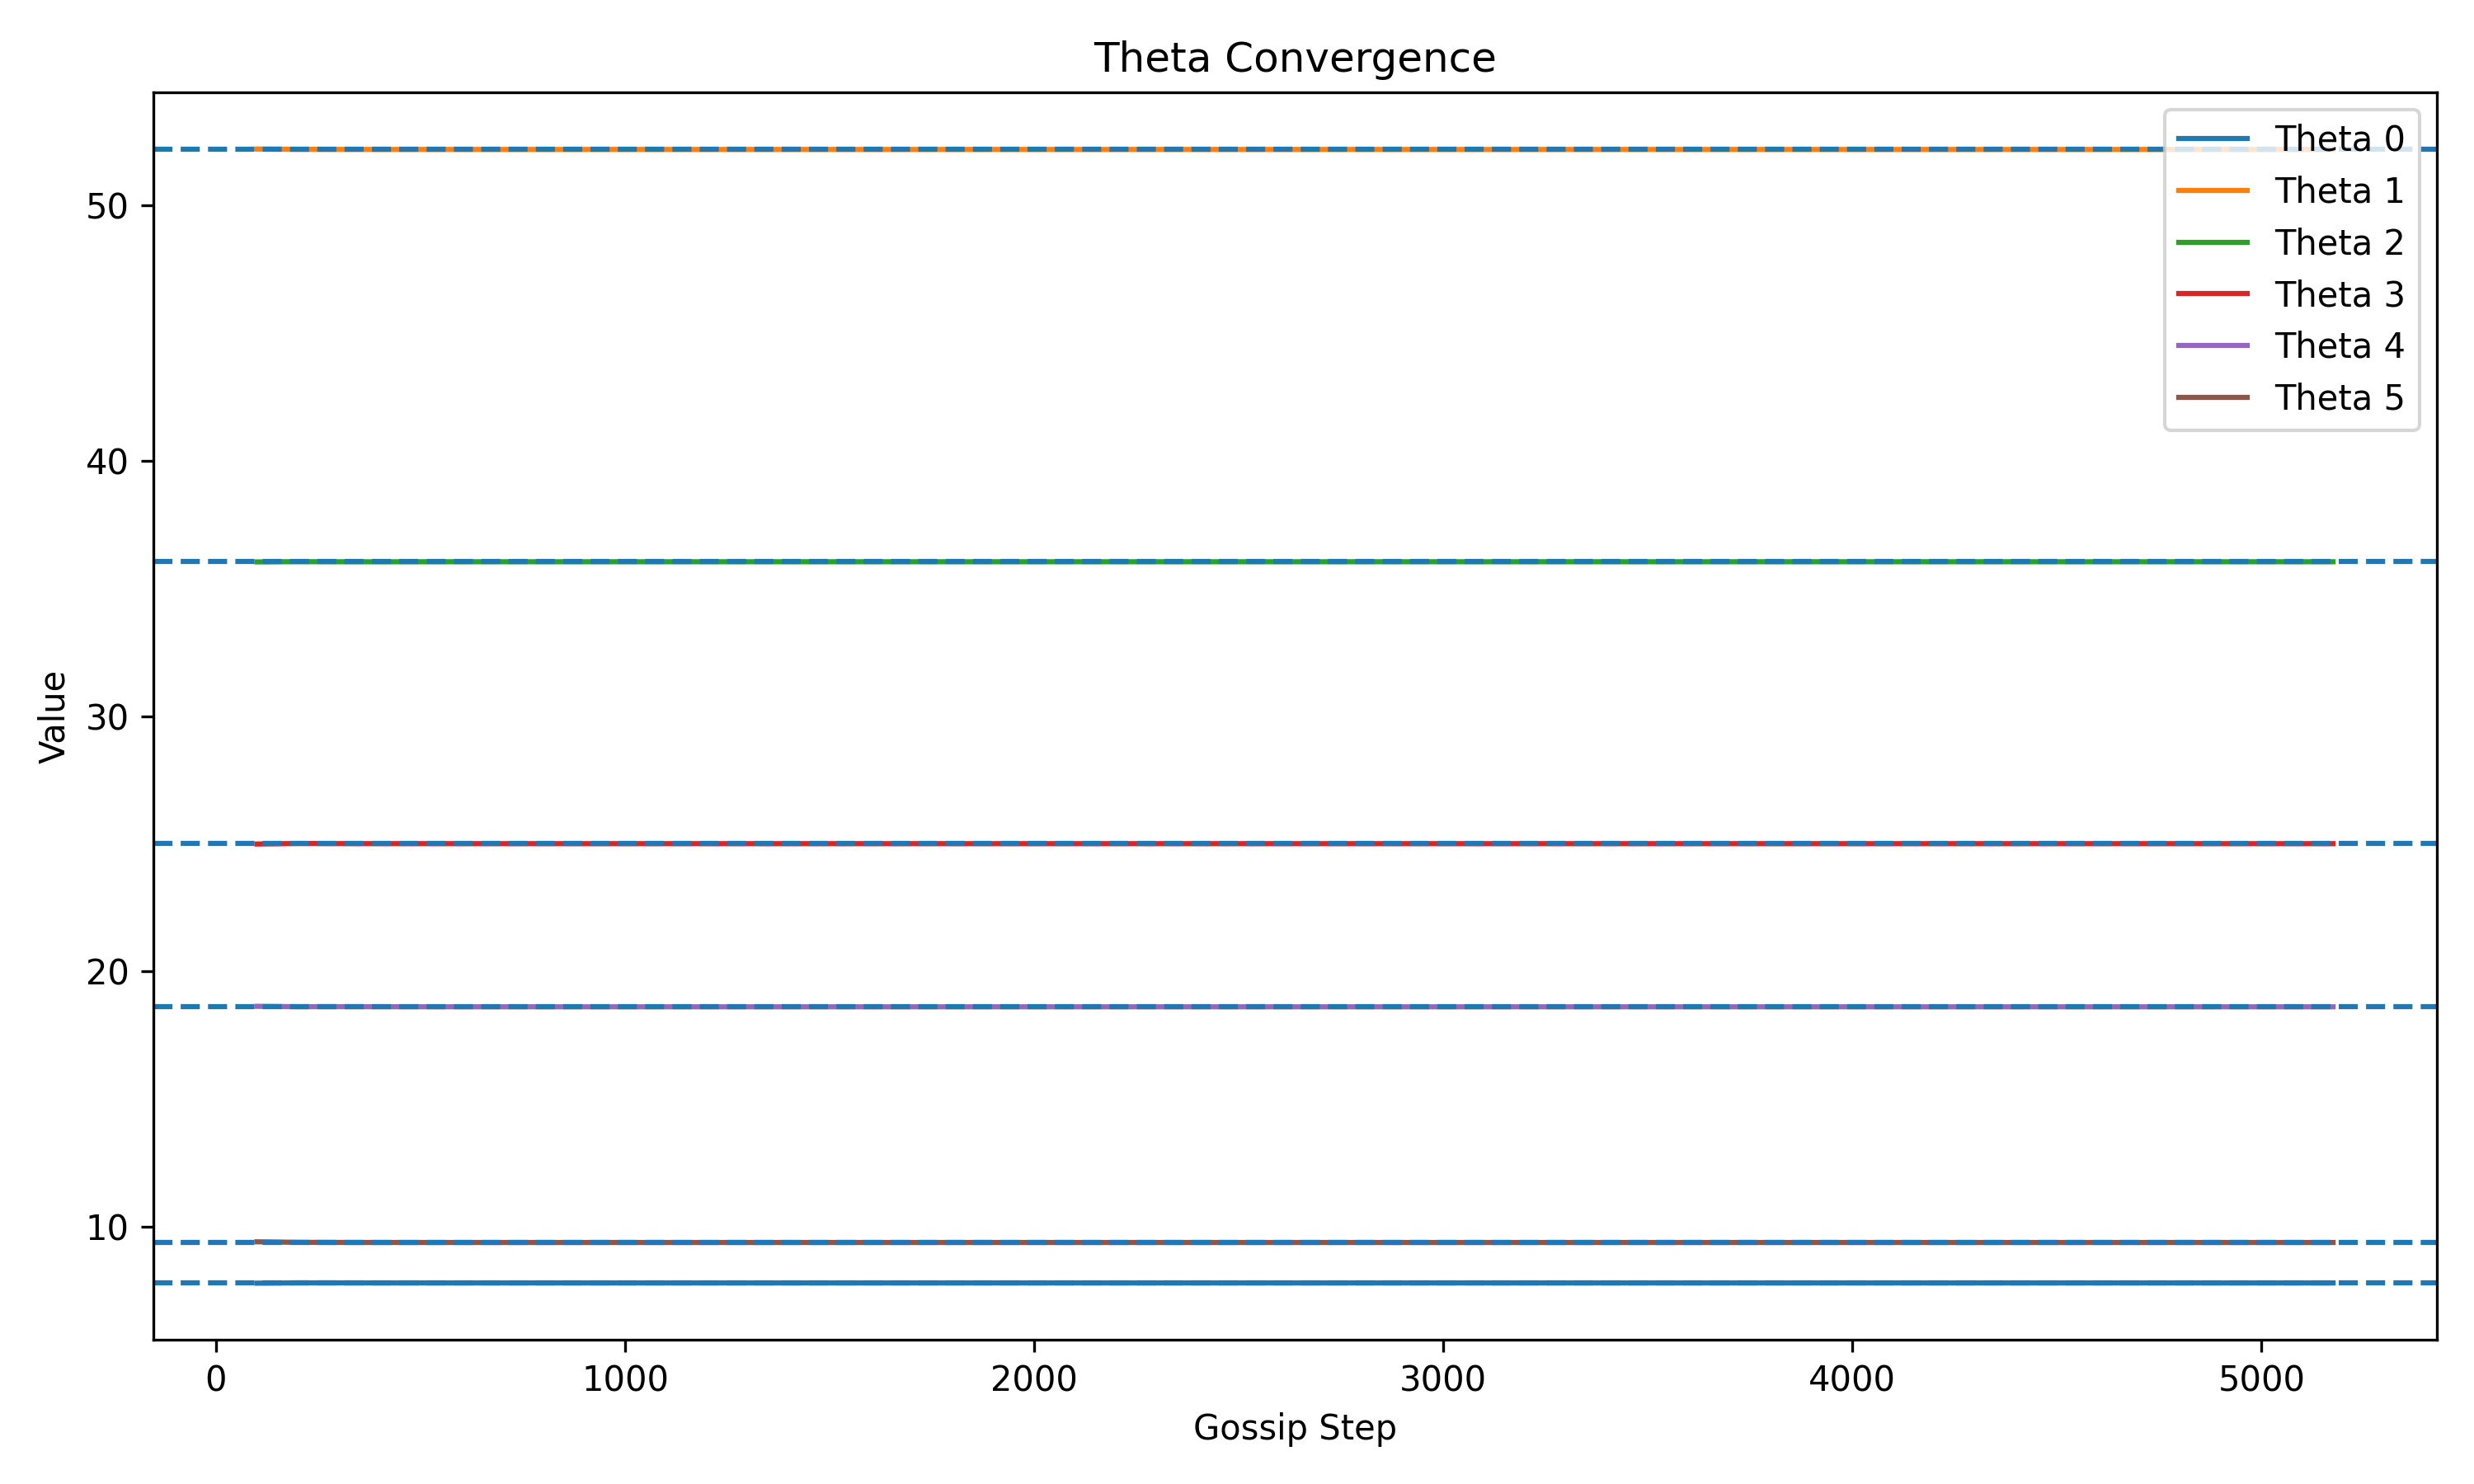 Theta Convergence
Theta 0
Theta 1
Theta 2
Theta 3
Theta 4
Theta 5
50
40
30
20
10
Value
0 1000 2000 3000 4000 5000
Gossip Step